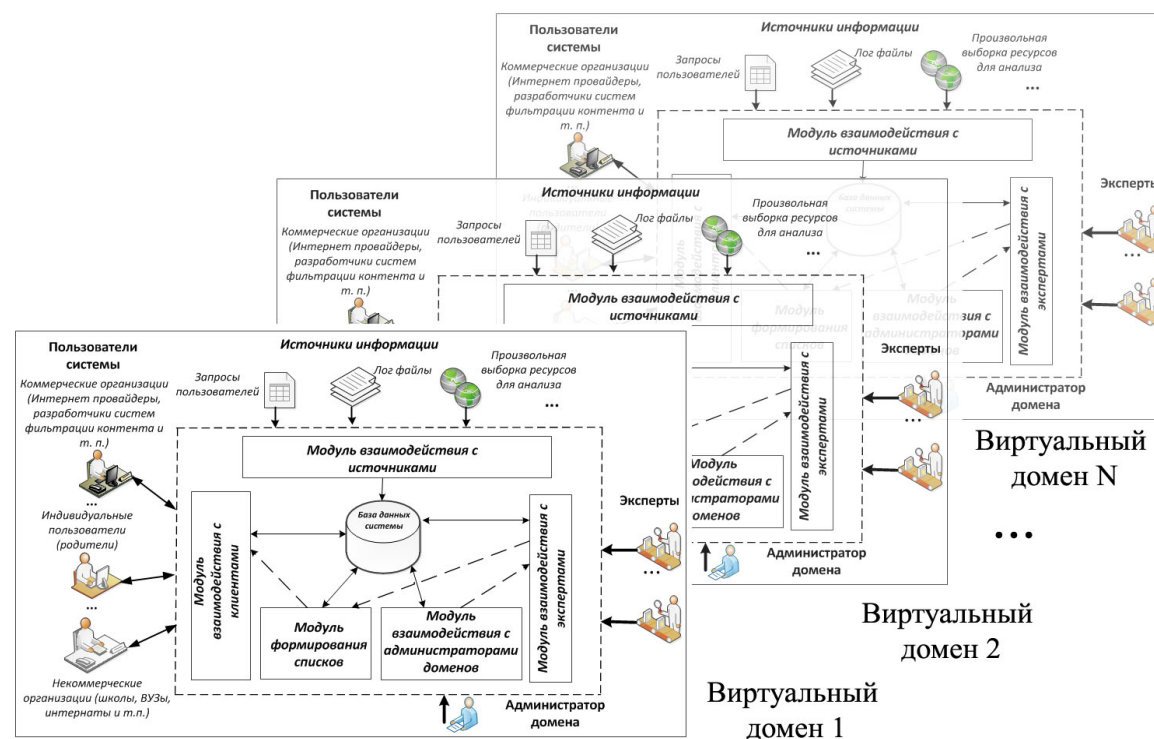 Пользователи
системы
Коммерческие организации
(Интернет провайдеры,
разработчики систем
фильтрации контента и
т. п.)
Источники информации
Запросы
пользователей
Лог файлы
Произвольная
выборка ресурсов
для анализа
...
Модуль взаимодействия с
источниками
База данных
системы
Модуль взаимодействия с
экспертами
Эксперты
...
Модуль
формирования
списков
Администратор
домена
Виртуальный
домен N
...
Пользователи
системы
Коммерческие организации
(Интернет провайдеры,
разработчики систем
фильтрации контента и
т. п.)
Источники информации
Запросы
пользователей
Лог файлы
Произвольная
выборка ресурсов
для анализа
...
Модуль взаимодействия с
источниками
Модуль взаимодействия с
экспертами
Эксперты
...
Администратор
домена
Виртуальный
домен 2
Пользователи
системы
Коммерческие организации
(Интернет провайдеры,
разработчики систем
фильтрации контента и
т. п.)
...
Индивидуальные
пользователи
(родители)
...
Некоммерческие
организации (школы, ВУЗы,
интернаты и т.п.)
Источники информации
Запросы
пользователей
Лог файлы
Произвольная
выборка ресурсов
для анализа
...
Модуль взаимодействия с
источниками
Модуль
взаимодействия с
клиентами
База данных
системы
Модуль
формирования
списков
Модуль
взаимодействия с
администраторами
доменов
Модуль взаимодействия с
экспертами
Эксперты
...
Администратор
домена
Виртуальный
домен 1